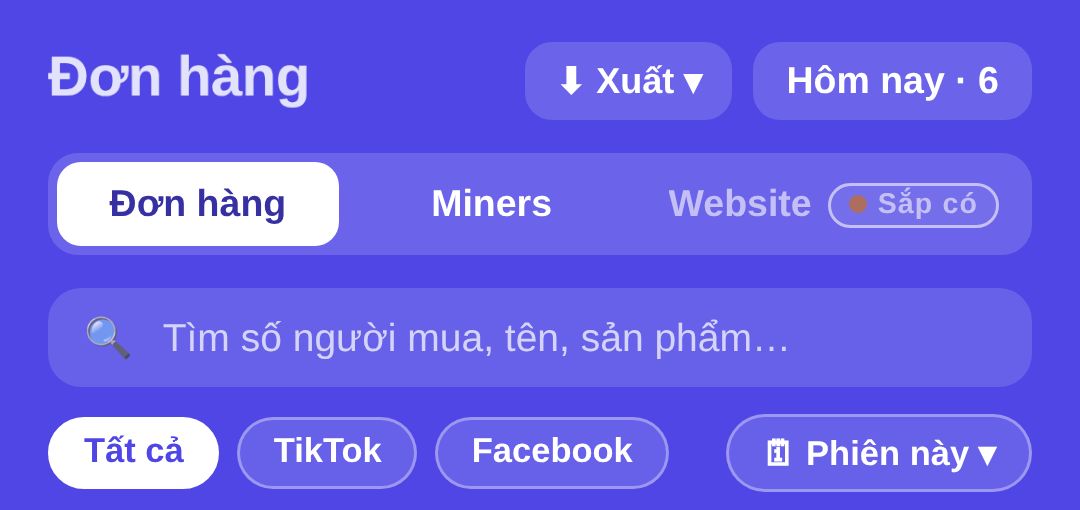 Đơn hàng
⬇ Xuất ▾
Hôm nay · 6
Đơn hàng
Miners
Website
Sắp có
Tìm số người mua, tên, sản phẩm…
Tất cả
TikTok
Facebook
Phiên này ▾